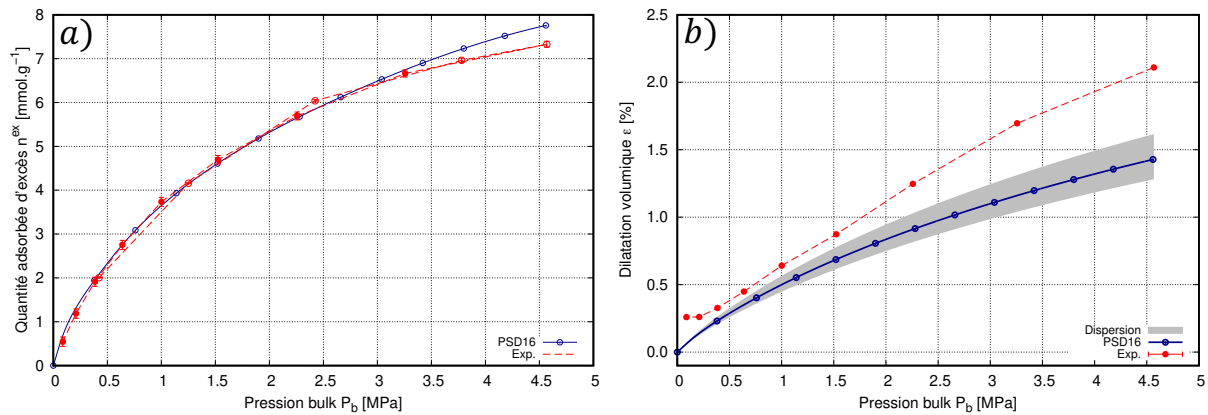 a)
8
7
6
5
4
3
2
1
0
0 0.5 1 1.5 2 2.5 3 3.5 4 4.5 5
Quantité adsorbée d'excès n^ex [mmol.g^-1]
Pression bulk P_b [MPa]
PSD16
Exp.
b)
2.5
2.0
1.5
1.0
0.5
0.0
0 0.5 1 1.5 2 2.5 3 3.5 4 4.5 5
Dilatation volumique ε [%]
Pression bulk P_b [MPa]
Dispersion
PSD16
Exp.